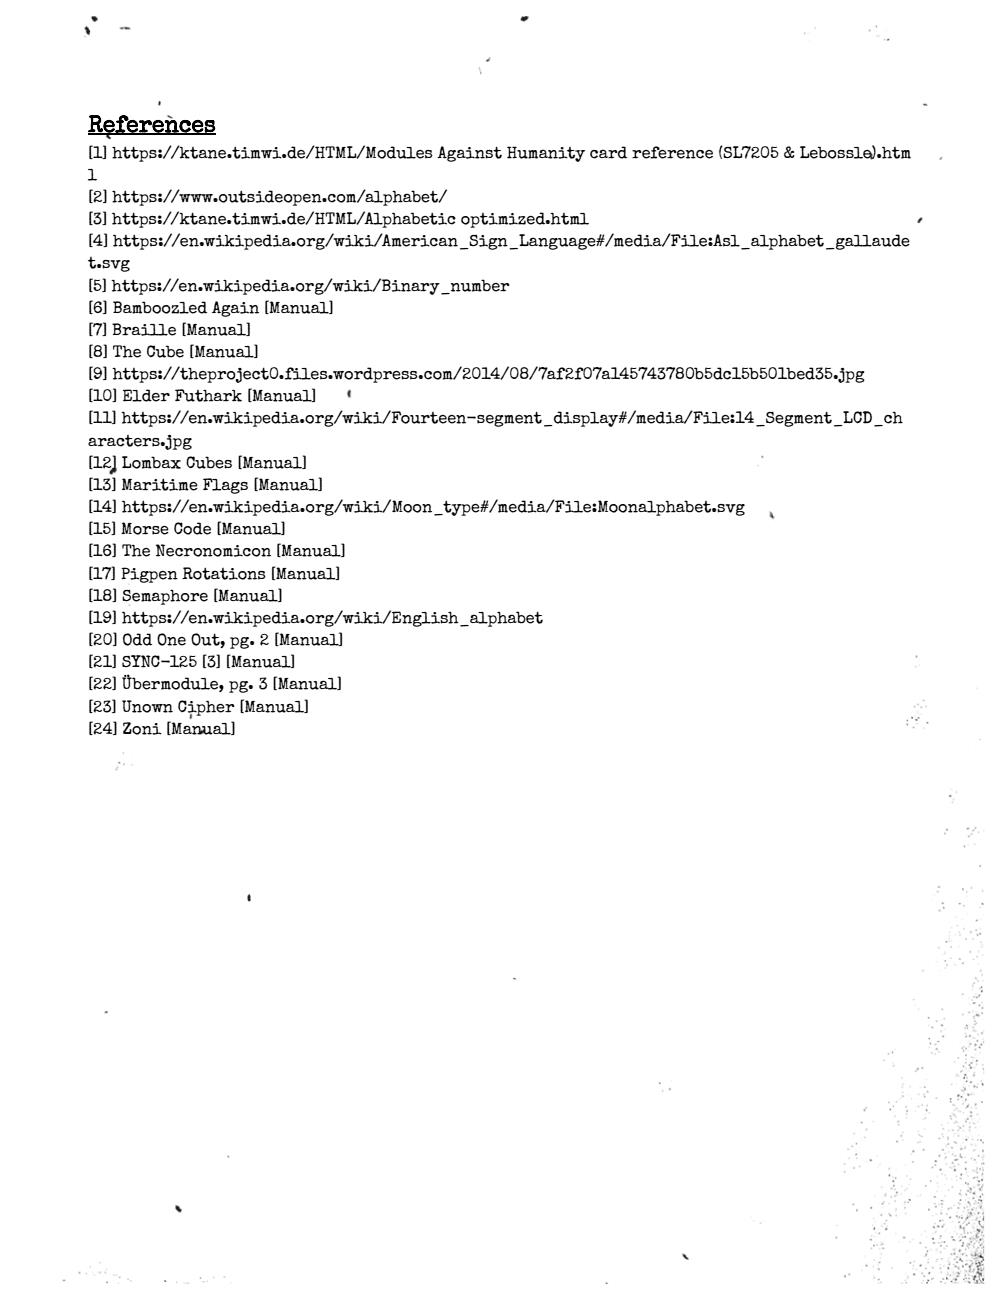 References
[1] https://ktane.timwi.de/HTML/Modules Against Humanity card reference (SL7205 & Lebossle).htm
l
[2] https://www.outsideopen.com/alphabet/
[3] https://ktane.timwi.de/HTML/Alphabetic optimized.html
[4] https://en.wikipedia.org/wiki/American_Sign_Language#/media/File:Asl_alphabet_gallaude
t.svg
[5] https://en.wikipedia.org/wiki/Binary_number
[6] Bamboozled Again [Manual]
[7] Braille [Manual]
[8] The Cube [Manual]
[9] https://theproject0.files.wordpress.com/2014/08/7af2f07a145743780b5dc15b501bed35.jpg
[10] Elder Futhark [Manual]
[11] https://en.wikipedia.org/wiki/Fourteen-segment_display#/media/File:14_Segment_LCD_ch
aracters.jpg
[12] Lombax Cubes [Manual]
[13] Maritime Flags [Manual]
[14] https://en.wikipedia.org/wiki/Moon_type#/media/File:Moonalphabet.svg
[15] Morse Code [Manual]
[16] The Necronomicon [Manual]
[17] Pigpen Rotations [Manual]
[18] Semaphore [Manual]
[19] https://en.wikipedia.org/wiki/English_alphabet
[20] Odd One Out, pg. 2 [Manual]
[21] SYNC-125 [3] [Manual]
[22] Übermodule, pg. 3 [Manual]
[23] Unown Cipher [Manual]
[24] Zoni [Manual]